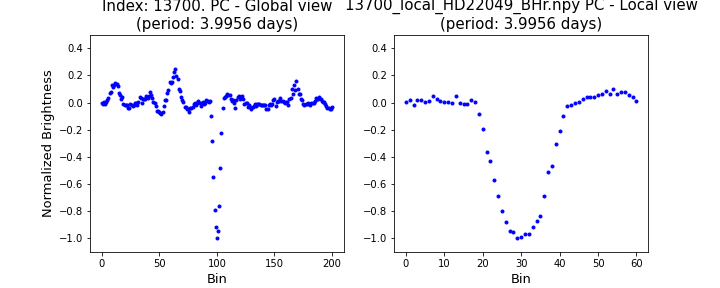 Index: 13700. PC - Global view
(period: 3.9956 days)
13700_local_HD22049_BHr.npy PC - Local view
(period: 3.9956 days)
Normalized Brightness
0.4
0.2
0.0
−0.2
−0.4
−0.6
−0.8
−1.0
0 50 100 150 200
Bin
0.4
0.2
0.0
−0.2
−0.4
−0.6
−0.8
−1.0
0 10 20 30 40 50 60
Bin